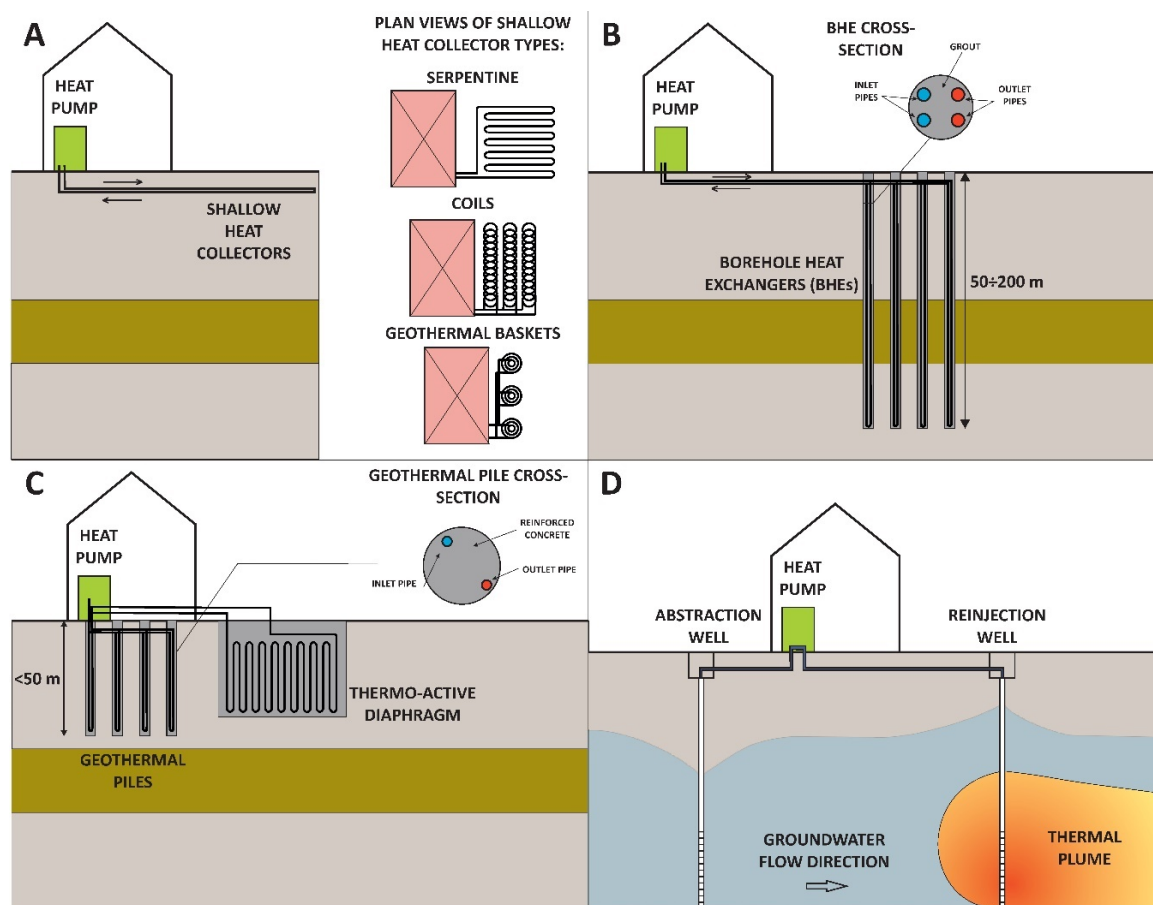 A
HEAT
PUMP
SHALLOW
HEAT
COLLECTORS
PLAN VIEWS OF SHALLOW
HEAT COLLECTOR TYPES:
SERPENTINE
COILS
GEOTHERMAL BASKETS
B
HEAT
PUMP
BHE CROSS-
SECTION
GROUT
INLET
PIPES
OUTLET
PIPES
BOREHOLE HEAT
EXCHANGERS (BHEs)
50÷200 m
C
HEAT
PUMP
GEOTHERMAL PILE CROSS-
SECTION
REINFORCED
CONCRETE
INLET PIPE
OUTLET PIPE
<50 m
THERMO-ACTIVE
DIAPHRAGM
GEOTHERMAL
PILES
D
HEAT
PUMP
ABSTRACTION
WELL
REINJECTION
WELL
GROUNDWATER
FLOW DIRECTION
THERMAL
PLUME